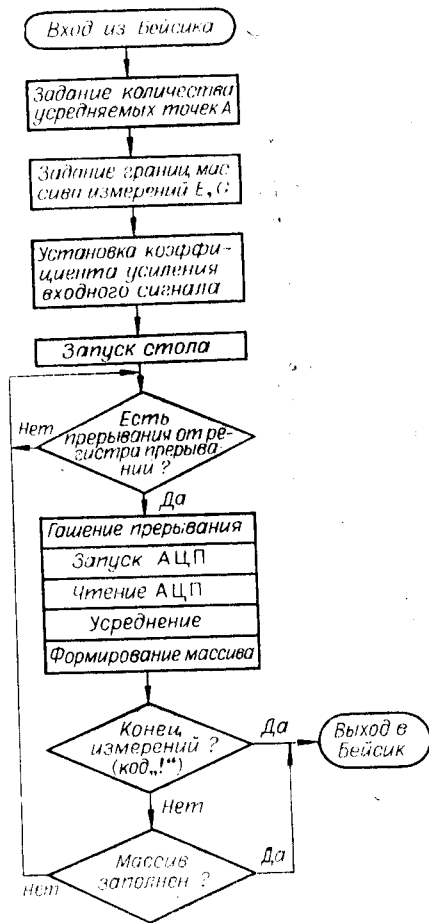 Вход из Бейсика
Задание количества
усредняемых точек А
Задание границ мас
сива измерений E, C
Установка коэффи-
циента усиления
входного сигнала
Запуск стола
Нет
Есть
прерывания от ре-
гистра прерыва
ний ?
Да
Гашение прерывания
Запуск АЦП
Чтение АЦП
Усреднение
Формирование массива
Конец
измерений ?
(код „!“)
Да
Выход в
Бейсик
Нет
Массив
заполнен ?
Нет
Да